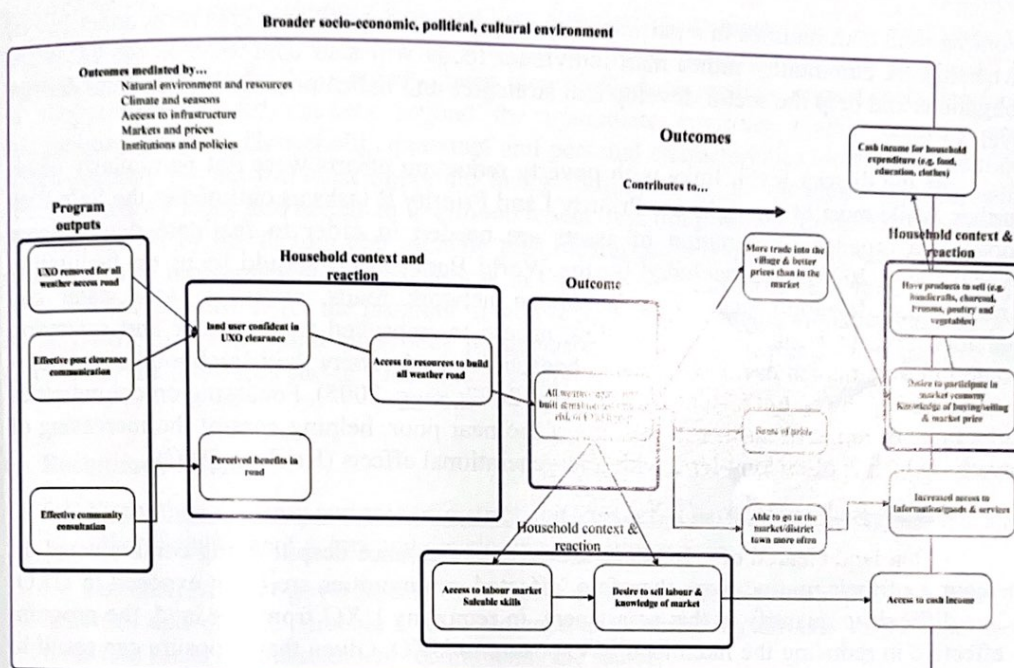 Broader socio-economic, political, cultural environment
Outcomes mediated by...
Natural environment and resources
Climate and seasons
Access to infrastructure
Markets and prices
Institutions and policies
Outcomes
Contributes to...
Cash income for household
expenditure (e.g. food,
education, clothes)
Program
outputs
UXO removed for all
weather access road
Effective post clearance
communication
Effective community
consultation
Household context and
reaction
land user confident in
UXO clearance
Access to resources to build
all weather road
Perceived benefits in
road
Outcome
All weather
built
risk
More trade into the
village & better
prices than in the
market
Sense of pride
Able to get to the
market/district
town more often
Household context &
reaction
Have products to sell (e.g.
handicrafts, charcoal,
poultry and
vegetables)
Desire to participate in
market economy
Knowledge of buying/selling
& market price
Increased access to
information/goods & services
Household context &
reaction
Access to labour market
Saleable skills
Desire to sell labour &
knowledge of market
Access to cash income